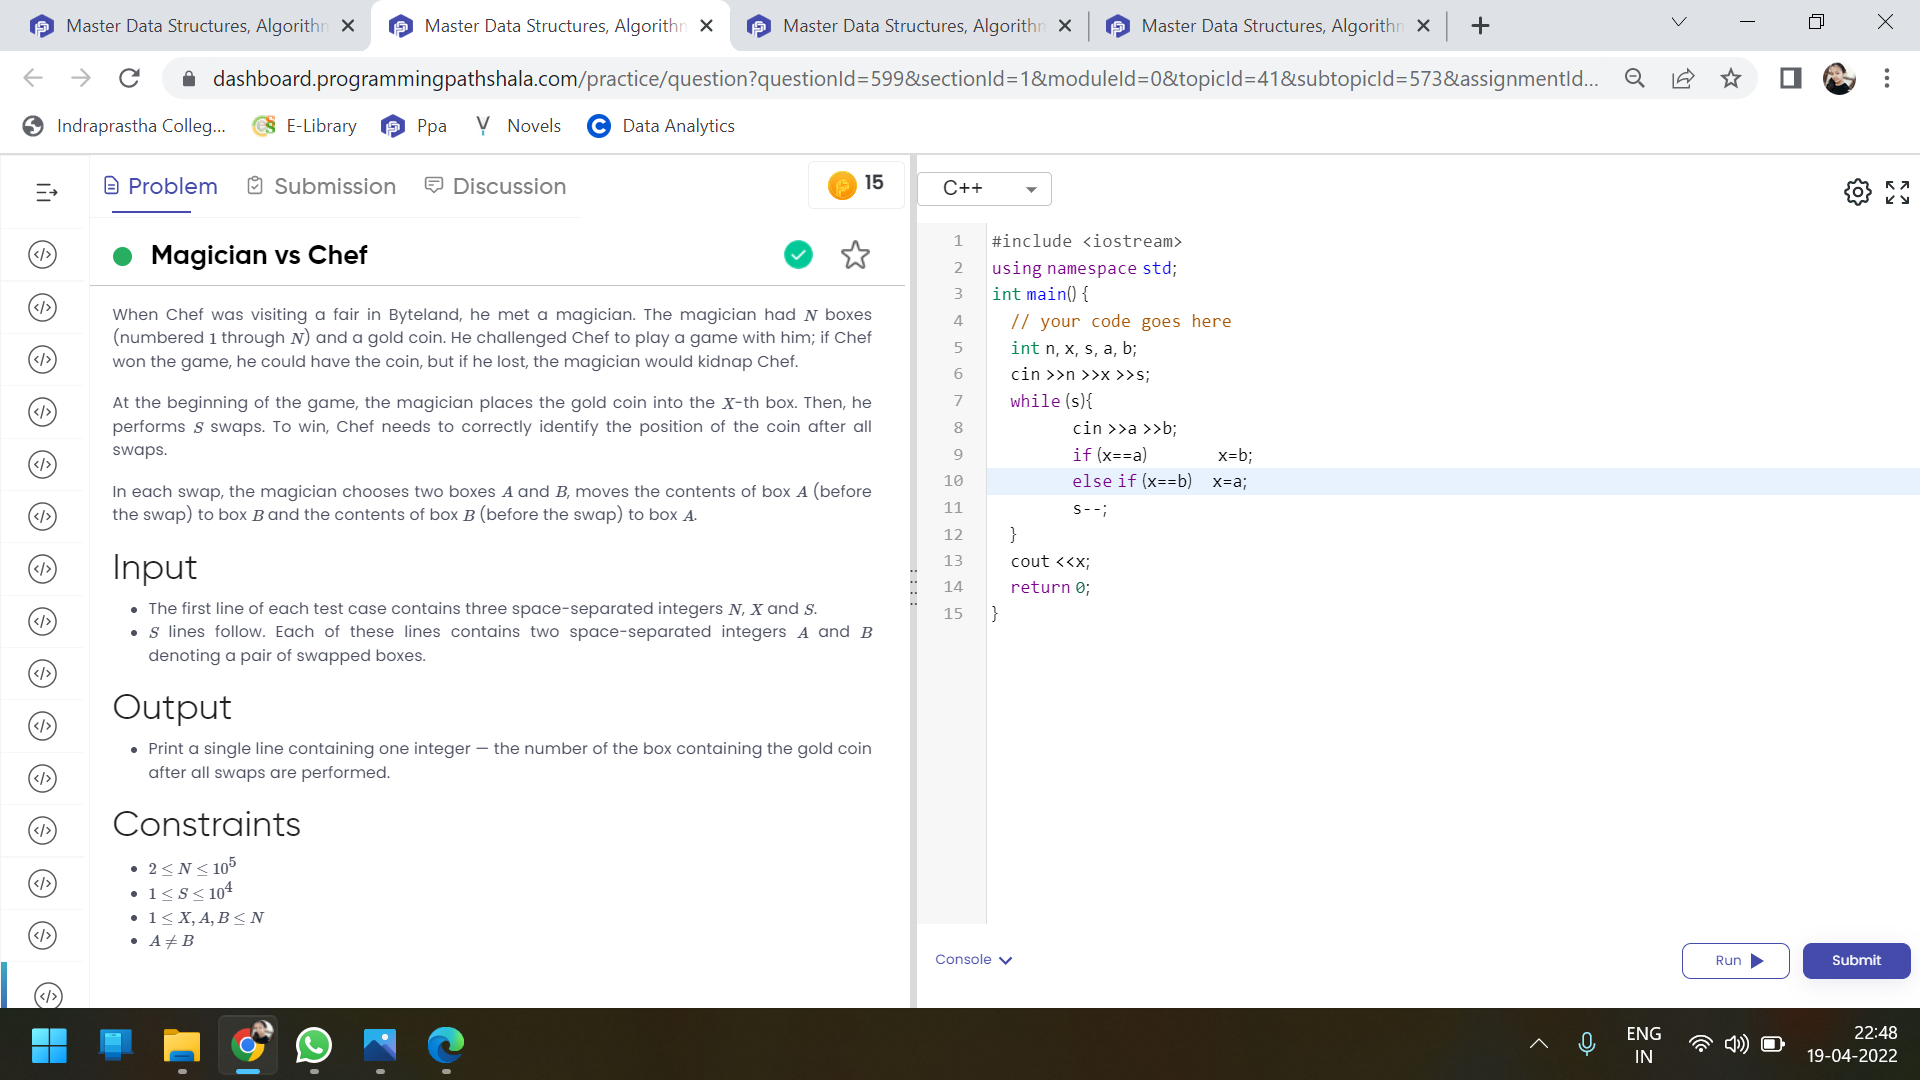 Master Data Structures, Algorithn
Master Data Structures, Algorithn
Master Data Structures, Algorithn
Master Data Structures, Algorithn
dashboard.programmingpathshala.com/practice/question?questionId=599&sectionId=1&moduleId=0&topicId=41&subtopicId=573&assignmentId...
Indraprastha Colleg... E-Library Ppa Novels Data Analytics
Problem Submission Discussion 15
Magician vs Chef
When Chef was visiting a fair in Byteland, he met a magician. The magician had N boxes
(numbered 1 through N) and a gold coin. He challenged Chef to play a game with him; if Chef
won the game, he could have the coin, but if he lost, the magician would kidnap Chef.
At the beginning of the game, the magician places the gold coin into the X-th box. Then, he
performs S swaps. To win, Chef needs to correctly identify the position of the coin after all
swaps.
In each swap, the magician chooses two boxes A and B, moves the contents of box A (before
the swap) to box B and the contents of box B (before the swap) to box A.
Input
• The first line of each test case contains three space-separated integers N, X and S.
• S lines follow. Each of these lines contains two space-separated integers A and B
denoting a pair of swapped boxes.
Output
• Print a single line containing one integer — the number of the box containing the gold coin
after all swaps are performed.
Constraints
• 2 ≤ N ≤ 10⁵
• 1 ≤ S ≤ 10⁴
• 1 ≤ X, A, B ≤ N
• A ≠ B
C++
1 #include <iostream>
2 using namespace std;
3 int main() {
4 // your code goes here
5 int n, x, s, a, b;
6 cin >>n >>x >>s;
7 while (s){
8 cin >>a >>b;
9 if (x==a) x=b;
10 else if (x==b) x=a;
11 s--;
12 }
13 cout <<x;
14 return 0;
15 }
Console Run Submit
ENG
IN
22:48
19-04-2022